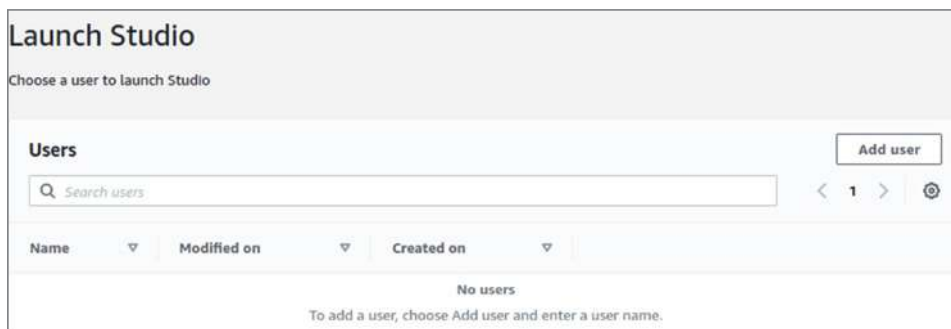 Launch Studio
Choose a user to launch Studio
Users
Add user
Search users
1
Name
Modified on
Created on
No users
To add a user, choose Add user and enter a user name.